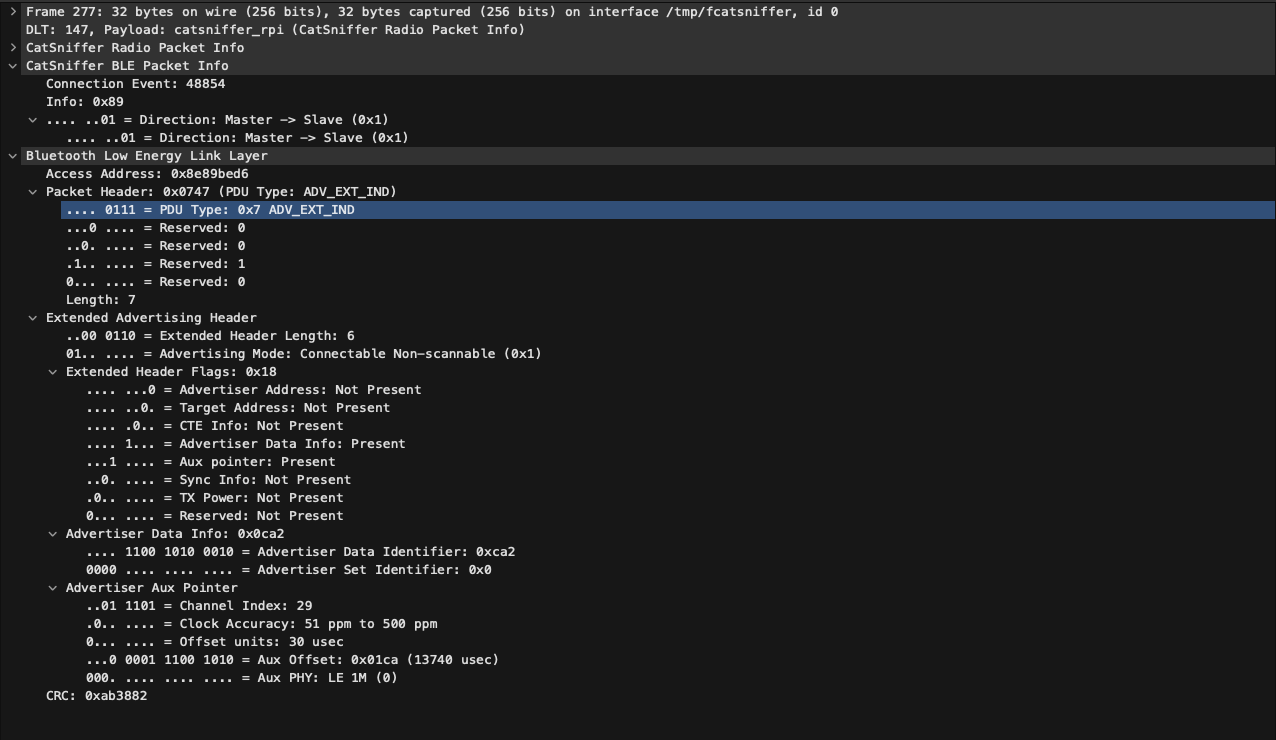 Frame 277: 32 bytes on wire (256 bits), 32 bytes captured (256 bits) on interface /tmp/fcatsniffer, id 0
DLT: 147, Payload: catsniffer_rpi (CatSniffer Radio Packet Info)
CatSniffer Radio Packet Info
CatSniffer BLE Packet Info
Connection Event: 48854
Info: 0x89
.... ..01 = Direction: Master -> Slave (0x1)
.... ..01 = Direction: Master -> Slave (0x1)
Bluetooth Low Energy Link Layer
Access Address: 0x8e89bed6
Packet Header: 0x0747 (PDU Type: ADV_EXT_IND)
.... 0111 = PDU Type: 0x7 ADV_EXT_IND
...0 .... = Reserved: 0
..0. .... = Reserved: 0
.1.. .... = Reserved: 1
0... .... = Reserved: 0
Length: 7
Extended Advertising Header
..00 0110 = Extended Header Length: 6
01.. .... = Advertising Mode: Connectable Non-scannable (0x1)
Extended Header Flags: 0x18
.... ...0 = Advertiser Address: Not Present
.... ..0. = Target Address: Not Present
.... .0.. = CTE Info: Not Present
.... 1... = Advertiser Data Info: Present
...1 .... = Aux pointer: Present
..0. .... = Sync Info: Not Present
.0.. .... = TX Power: Not Present
0... .... = Reserved: Not Present
Advertiser Data Info: 0x0ca2
.... 1100 1010 0010 = Advertiser Data Identifier: 0xca2
0000 .... .... .... = Advertiser Set Identifier: 0x0
Advertiser Aux Pointer
..01 1101 = Channel Index: 29
.0.. .... = Clock Accuracy: 51 ppm to 500 ppm
0... .... = Offset units: 30 usec
...0 0001 1100 1010 = Aux Offset: 0x01ca (13740 usec)
000. .... .... .... = Aux PHY: LE 1M (0)
CRC: 0xab3882